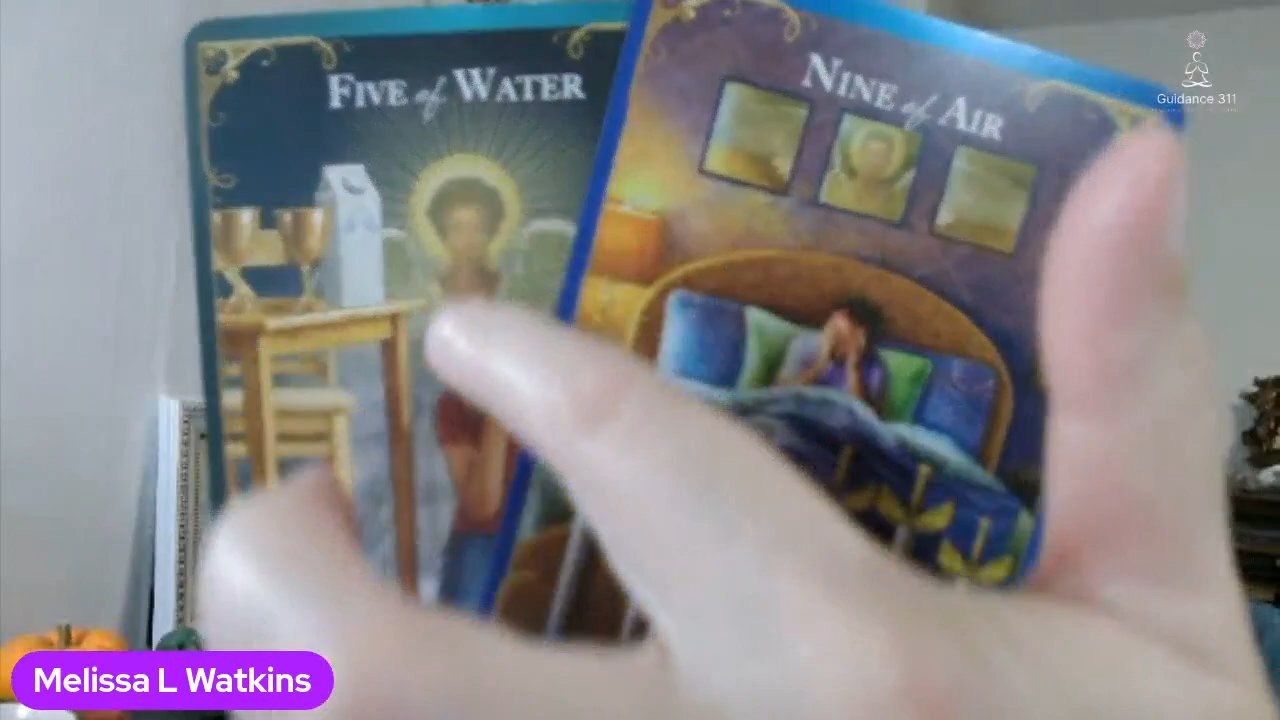 FIVE of WATER
NINE of AIR
Guidance 311
Melissa L Watkins